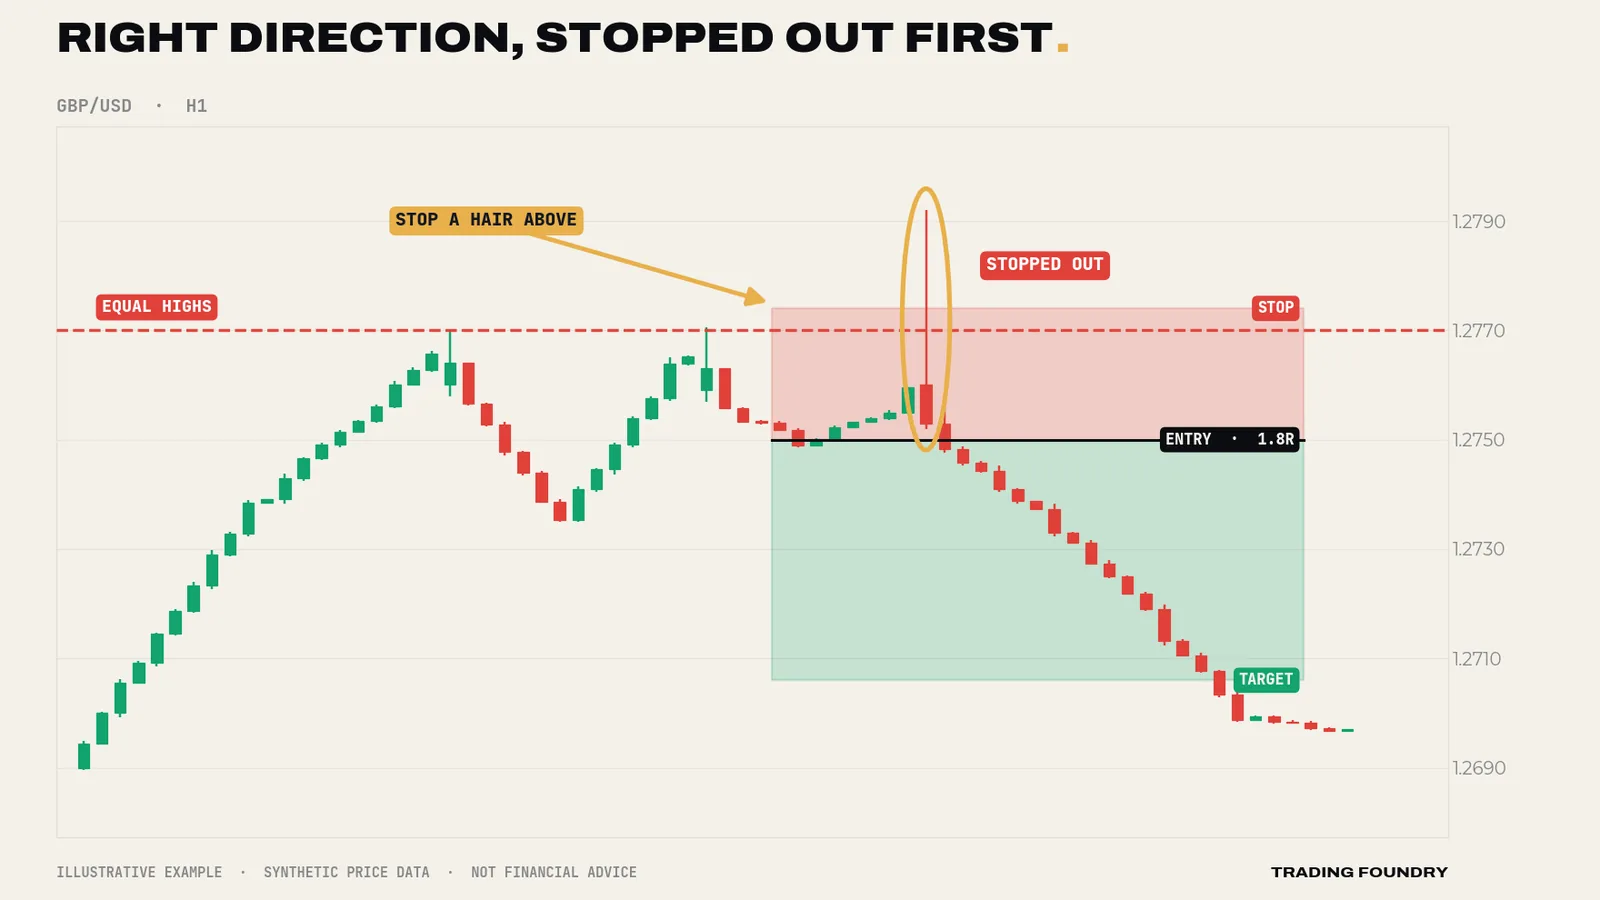 RIGHT DIRECTION, STOPPED OUT FIRST.
GBP/USD · H1
STOP A HAIR ABOVE
1.2790
STOPPED OUT
EQUAL HIGHS
STOP
1.2770
ENTRY · 1.8R
1.2750
1.2730
1.2710
TARGET
1.2690
ILLUSTRATIVE EXAMPLE · SYNTHETIC PRICE DATA · NOT FINANCIAL ADVICE
TRADING FOUNDRY